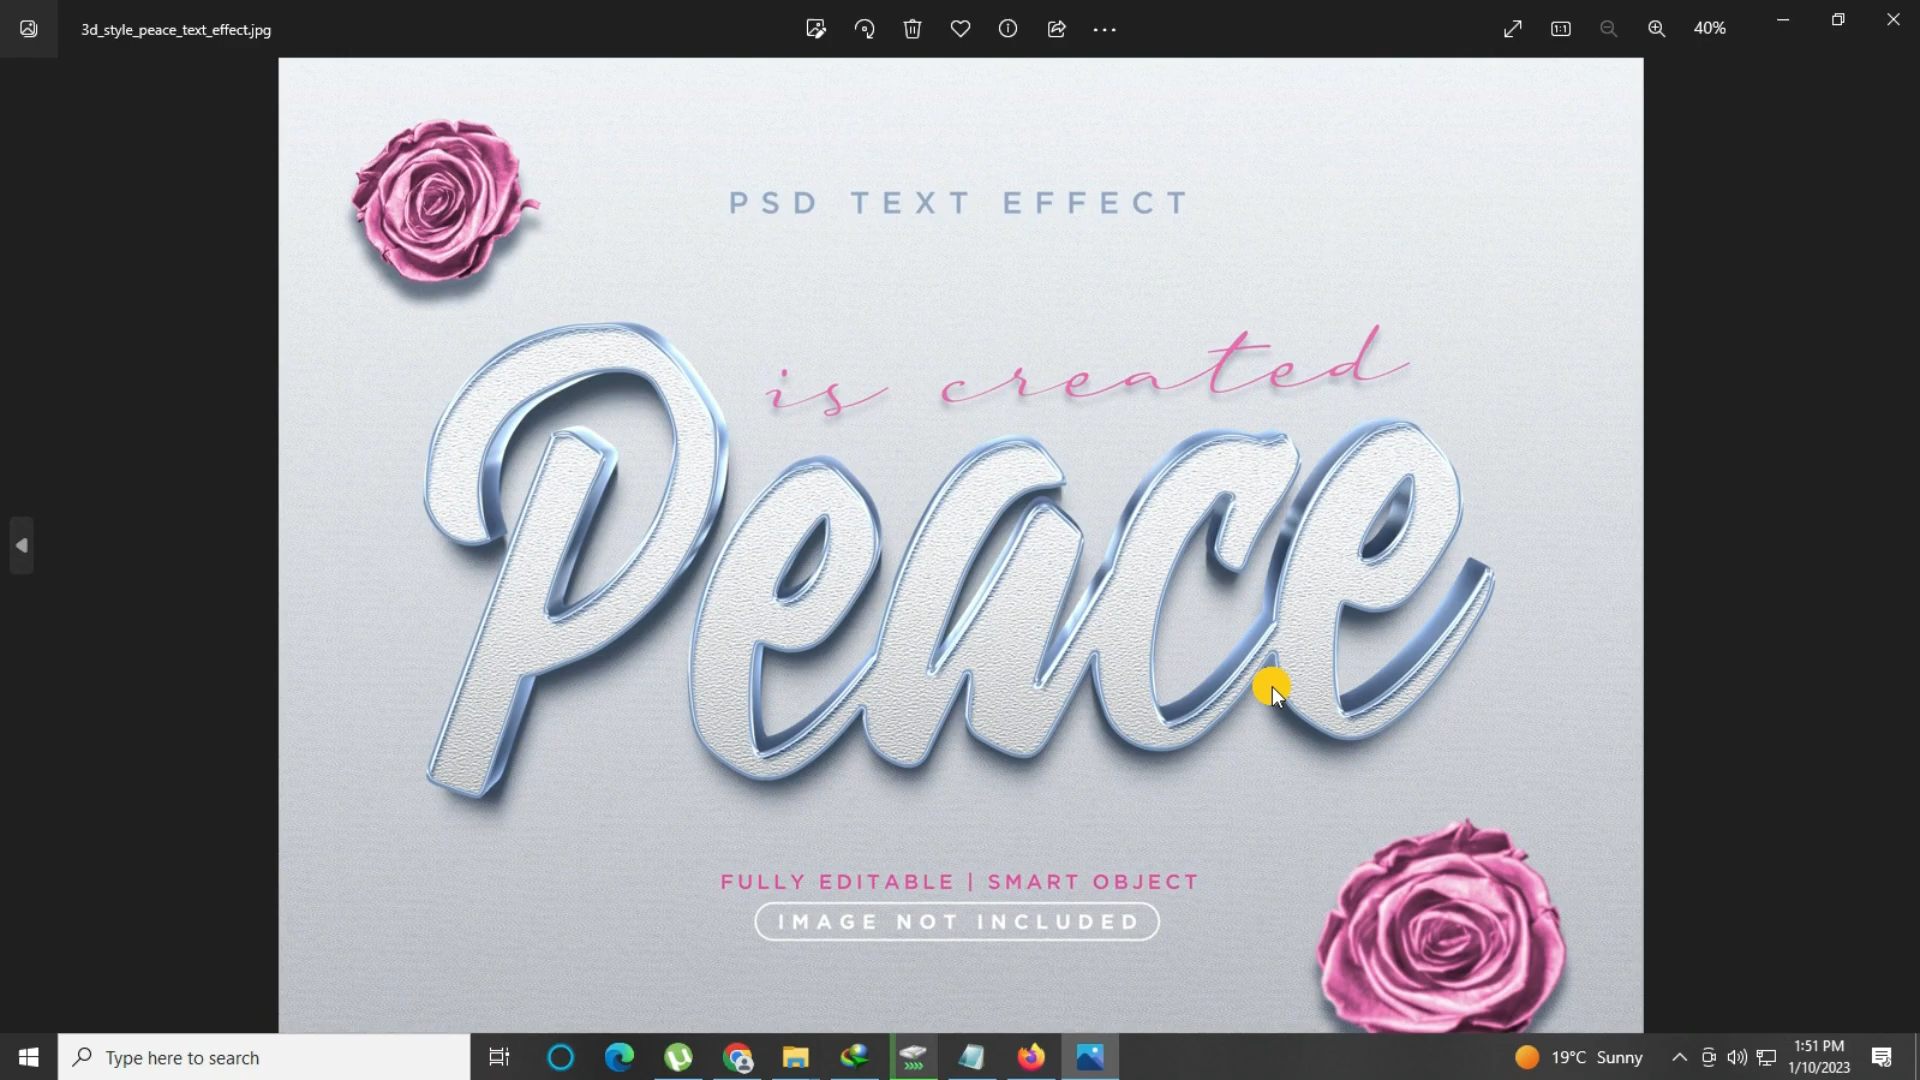 3d_style_peace_text_effect.jpg
40%
PSD TEXT EFFECT
is created
Peace
FULLY EDITABLE | SMART OBJECT
IMAGE NOT INCLUDED
Type here to search
19°C Sunny
1:51 PM
1/10/2023